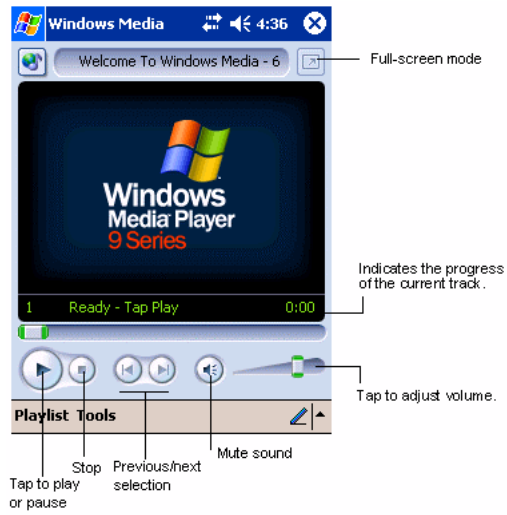 Windows Media 4:36
Welcome To Windows Media - 6
Full-screen mode
Windows
Media Player
9 Series
Indicates the progress
of the current track.
1 Ready - Tap Play 0:00
Tap to adjust volume.
Playlist Tools
Mute sound
Stop
Previous/next
selection
Tap to play
or pause